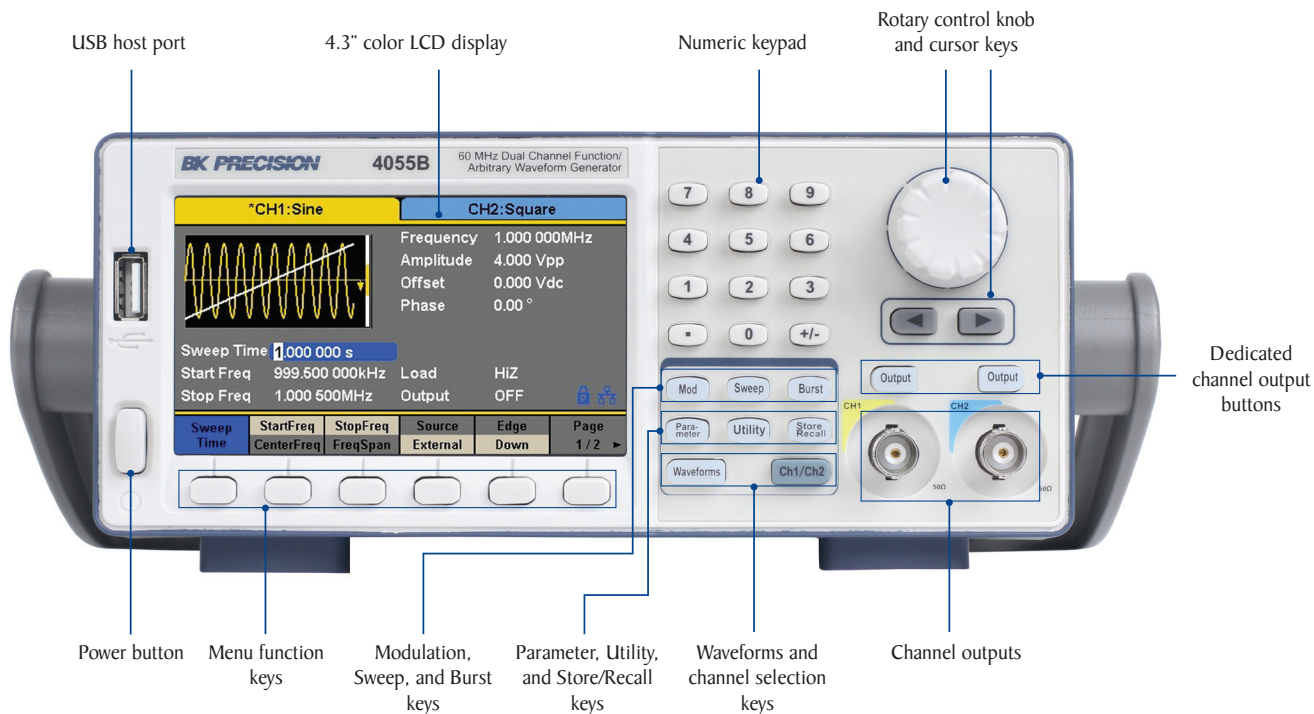 Rotary control knob
and cursor keys
USB host port
4.3” color LCD display
Numeric keypad
BK PRECISION
4055B
60 MHz Dual Channel Function/
Arbitrary Waveform Generator
*CH1:Sine
CH2:Square
Frequency 1.000 000MHz
Amplitude 4.000 Vpp
Offset 0.000 Vdc
Phase 0.00 °
Sweep Time 1.000 000 s
Start Freq 999.500 000kHz Load HiZ
Stop Freq 1.000 500MHz Output OFF
Sweep Time
StartFreq
CenterFreq
StopFreq
FreqSpan
Source
External
Edge
Down
Page
1 / 2 ►
7 8 9
4 5 6
1 2 3
. 0 +/-
Mod Sweep Burst
Para-
meter
Utility
Store
Recall
Waveforms
Ch1/Ch2
Output
Output
CH1
CH2
50Ω
50Ω
Dedicated
channel output
buttons
Power button
Menu function
keys
Modulation,
Sweep, and Burst
keys
Parameter, Utility,
and Store/Recall
keys
Waveforms and
channel selection
keys
Channel outputs